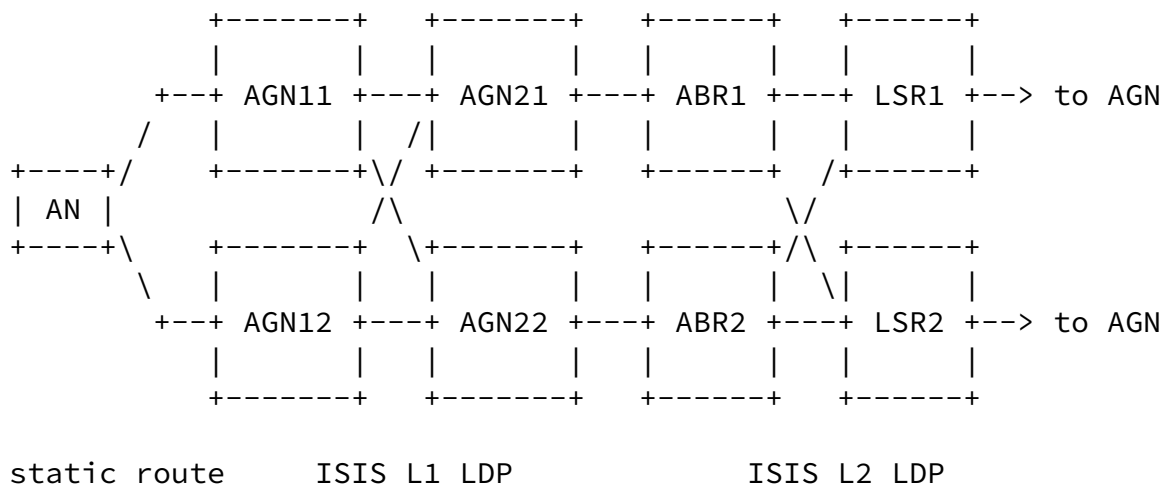 AGN11 AGN21 ABR1 LSR1 to AGN
AN
AGN12 AGN22 ABR2 LSR2 to AGN
static route ISIS L1 LDP ISIS L2 LDP